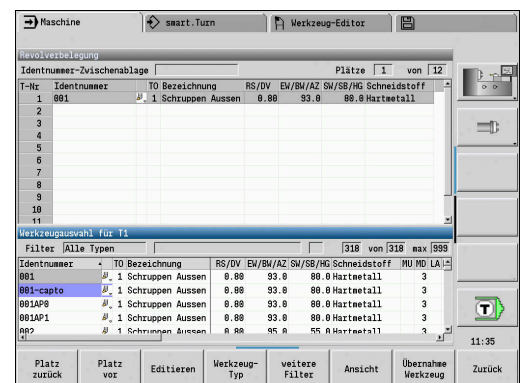 Maschine
smart.Turn
Werkzeug-Editor
Revolverbelegung
Identnummer-Zwischenablage Plätze 1 von 12
T-Nr Identnummer TO Bezeichnung RS/DV EW/BW/AZ SW/SB/HG Schneidstoff
1 001 1 Schruppen Aussen 0.80 93.0 80.0 Hartmetall
2
3
4
5
6
7
8
9
10
11
Werkzeugauswahl für T1
Filter Alle Typen 318 von 318 max 999
Identnummer TO Bezeichnung RS/DV EW/BW/AZ SW/SB/HG Schneidstoff MU MD LA
001 1 Schruppen Aussen 0.80 93.0 80.0 Hartmetall 3
001-capto 1 Schruppen Aussen 0.80 93.0 80.0 Hartmetall 3
001AP0 1 Schruppen Aussen 0.80 93.0 80.0 Hartmetall 3
001AP1 1 Schruppen Aussen 0.80 93.0 80.0 Hartmetall 3
002 1 Schruppen Aussen 0.80 95.0 55.0 Hartmetall 3
T
11:35
Platz zurück
Platz vor
Editieren
Werkzeug-Typ
weitere Filter
Ansicht
Übernahme Werkzeug
Zurück